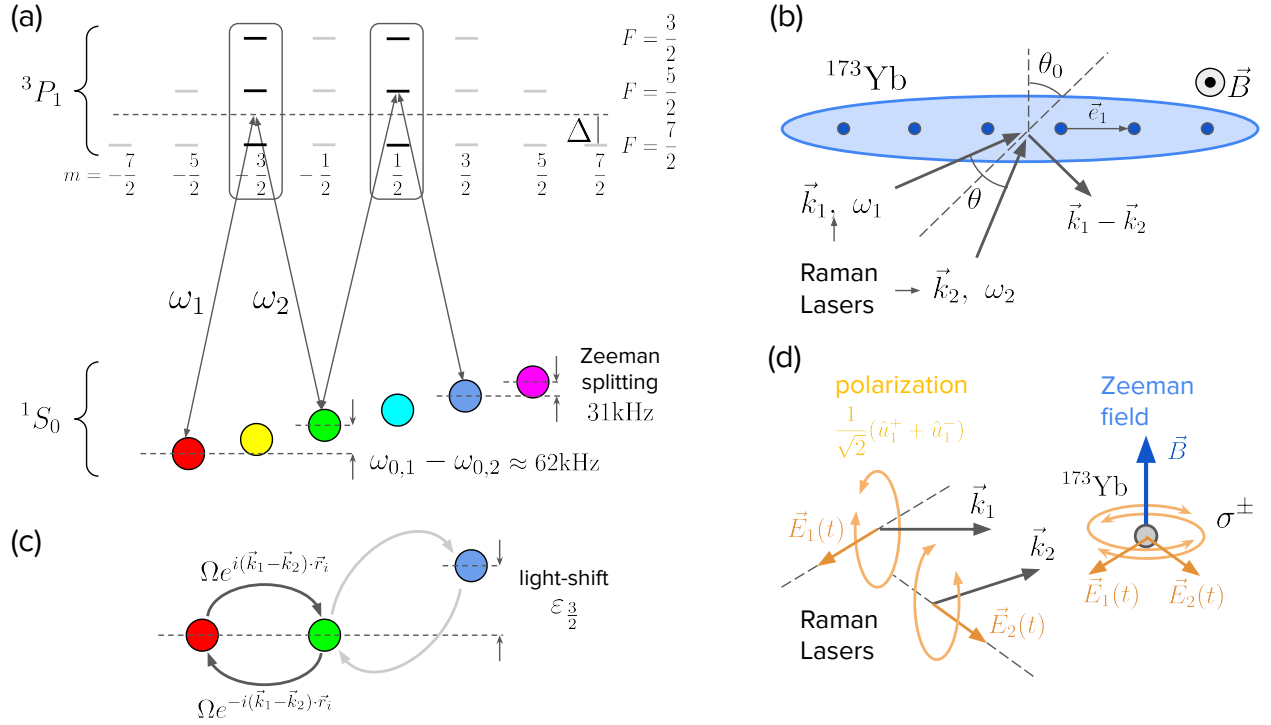 (a)
³P₁
F = 3/2
F = 5/2
Δ
F = 7/2
m = −7/2 −5/2 −3/2 −1/2 1/2 3/2 5/2 7/2
ω₁ ω₂
¹S₀
Zeeman
splitting
31kHz
ω₀,₁ − ω₀,₂ ≈ 62kHz
(b)
¹⁷³Yb
θ₀
B⃗
e⃗₁
θ
k⃗₁, ω₁
k⃗₁ − k⃗₂
Raman
Lasers
k⃗₂, ω₂
(c)
Ωe^{i(k⃗₁−k⃗₂)·r⃗ᵢ}
light-shift
ε_{3/2}
Ωe^{−i(k⃗₁−k⃗₂)·r⃗ᵢ}
(d)
polarization
1/√2 (û₁⁺ + û₁⁻)
Zeeman
field
B⃗
¹⁷³Yb
σ^±
k⃗₁
E⃗₁(t)
k⃗₂
E⃗₂(t)
E⃗₁(t) E⃗₂(t)
Raman
Lasers